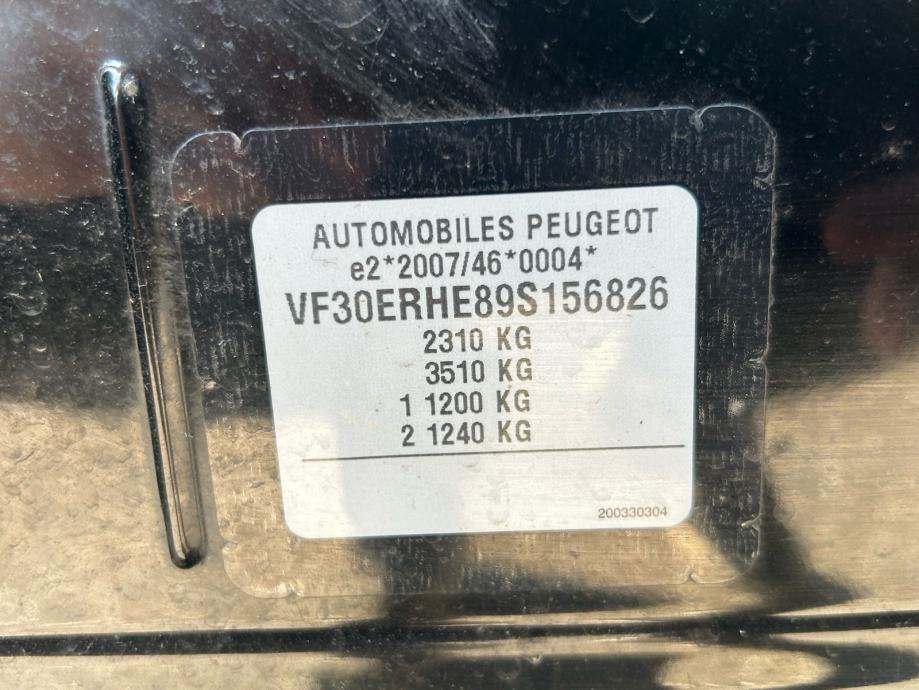 AUTOMOBILES PEUGEOT
e2*2007/46*0004*
VF30ERHE89S156826
2310 KG
3510 KG
1 1200 KG
2 1240 KG
200330304